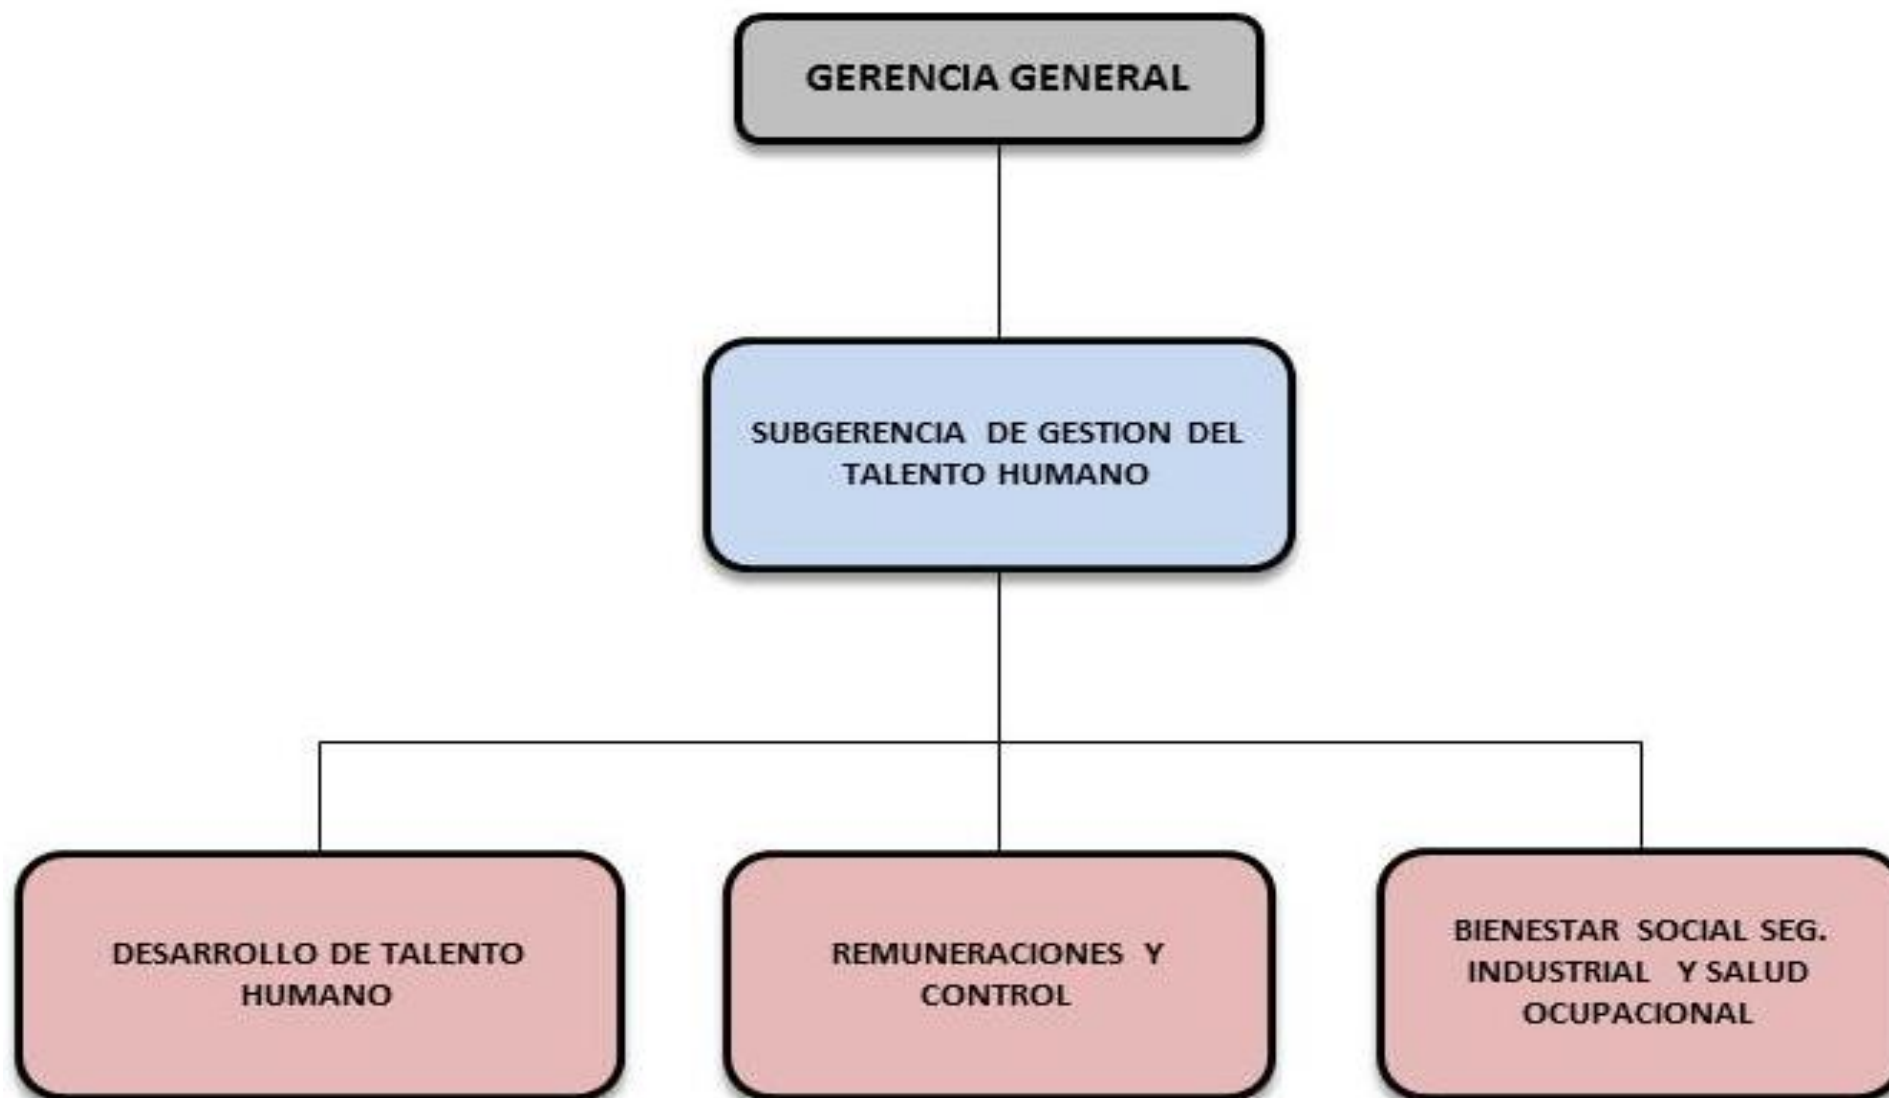 GERENCIA GENERAL
SUBGERENCIA DE GESTION DEL
TALENTO HUMANO
DESARROLLO DE TALENTO
HUMANO
REMUNERACIONES Y
CONTROL
BIENESTAR SOCIAL SEG.
INDUSTRIAL Y SALUD
OCUPACIONAL